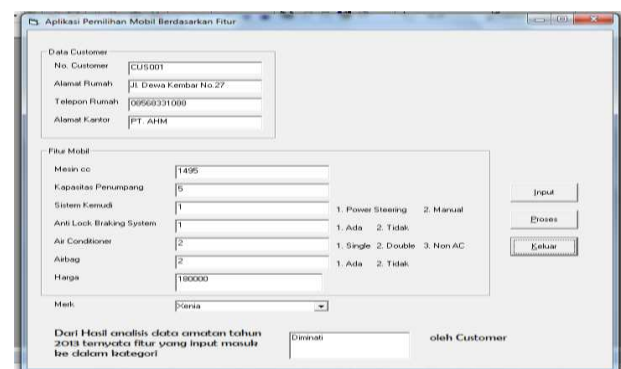 Aplikasi Pemilihan Mobil Berdasarkan Fitur
Data Customer
No. Customer CUS001
Alamat Rumah Jl. Dewa Kembar No.27
Telepon Rumah 08568331080
Alamat Kantor PT. AHM
Fitur Mobil
Mesin cc 1495
Kapasitas Penumpang 5
Sistem Kemudi 1 1. Power Steering 2. Manual
Anti Lock Braking System 1 1. Ada 2. Tidak
Air Conditioner 2 1. Single 2. Double 3. Non AC
Airbag 2 1. Ada 2. Tidak
Harga 180000
Input
Proses
Keluar
Merk Xenia
Dari Hasil analisis data amatan tahun
2013 ternyata fitur yang input masuk
ke dalam kategori
Diminati oleh Customer